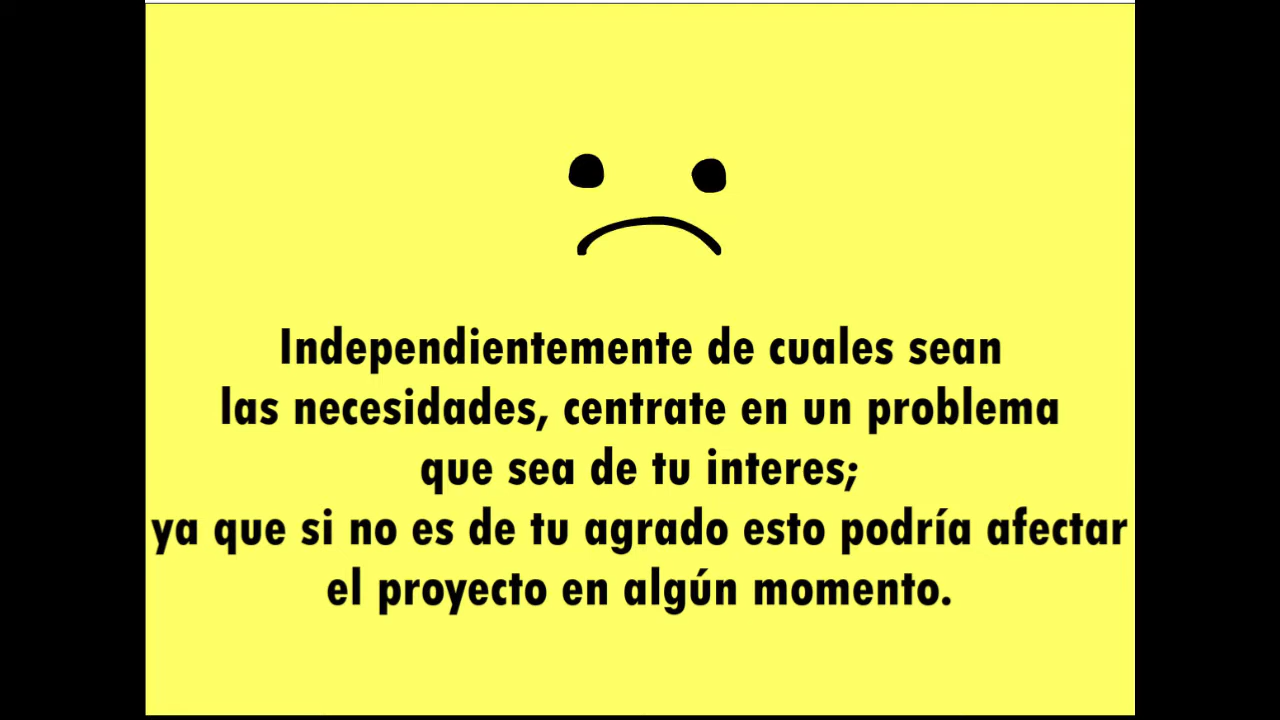 Independientemente de cuales sean
las necesidades, centrate en un problema
que sea de tu interes;
ya que si no es de tu agrado esto podría afectar
el proyecto en algún momento.